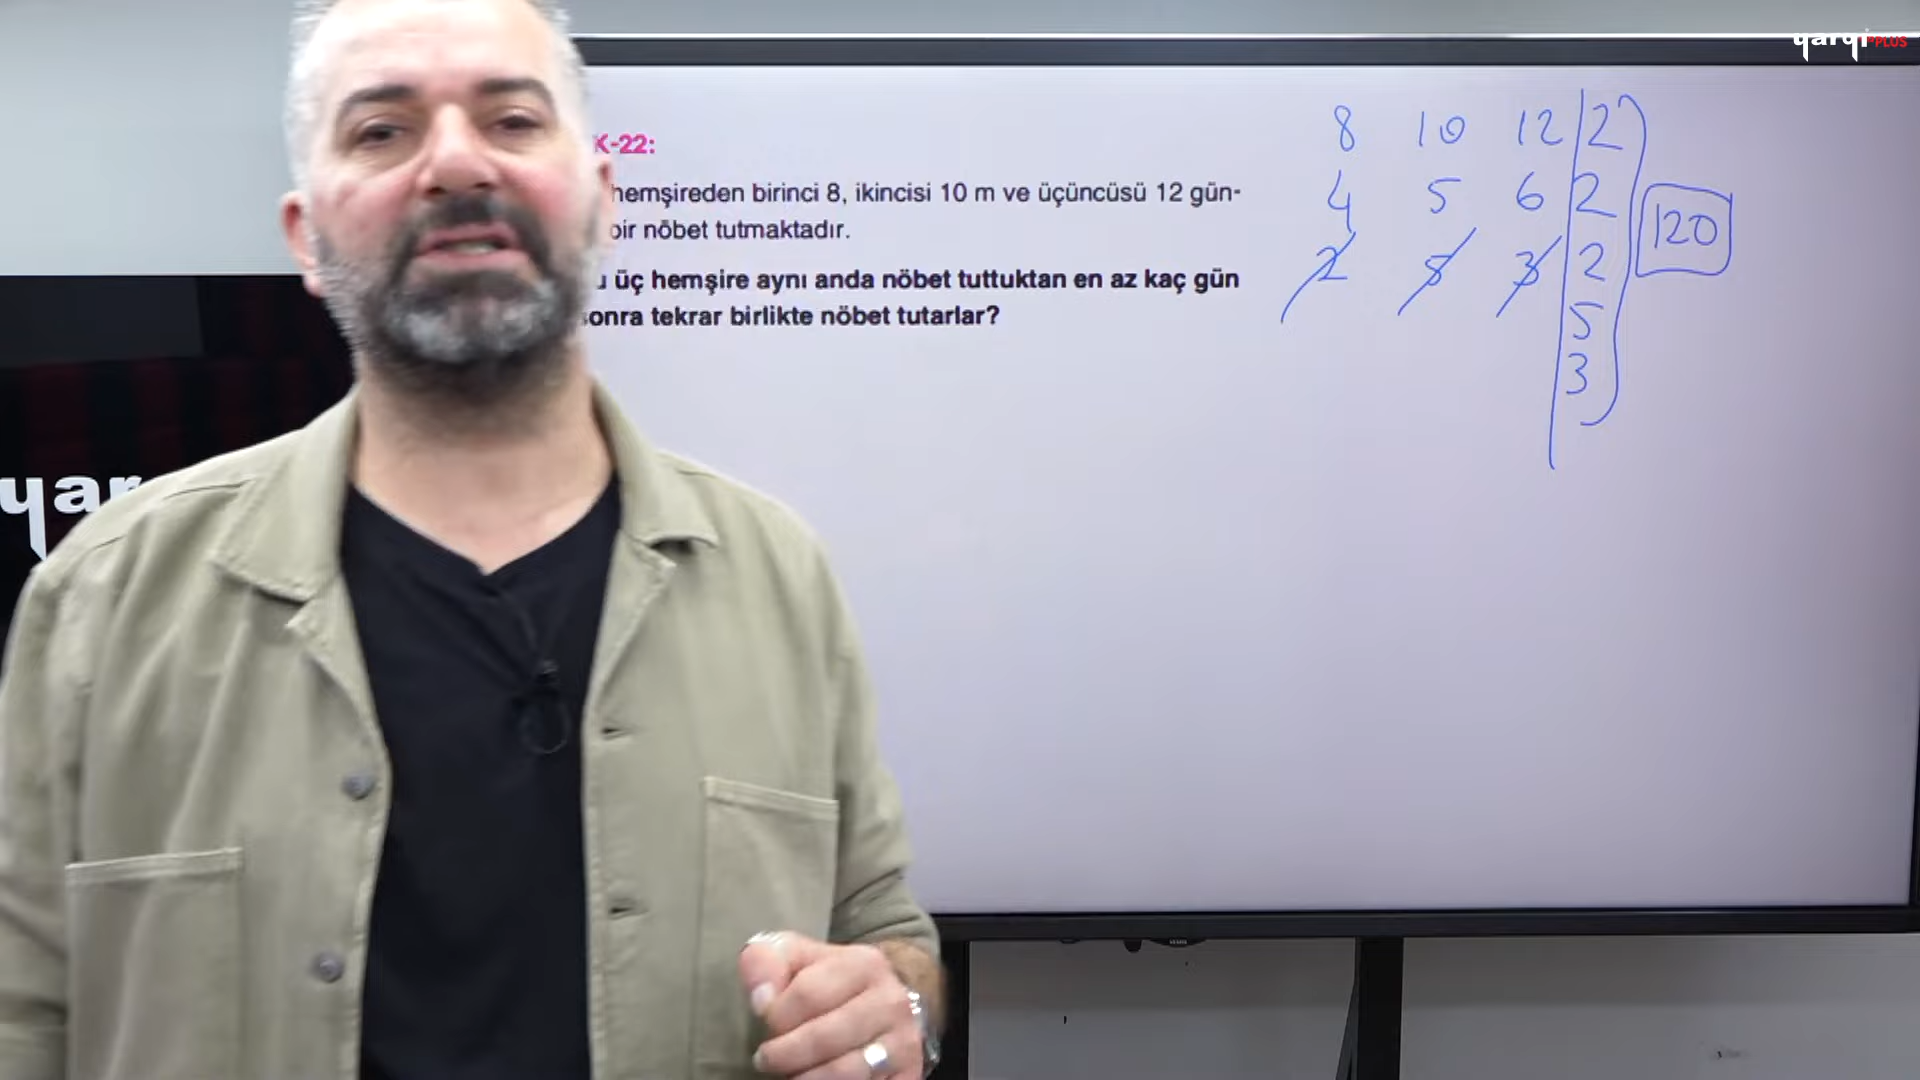 yarqi PLUS
K-22:
hemşireden birinci 8, ikincisi 10 m ve üçüncüsü 12 gün-
bir nöbet tutmaktadır.
üç hemşire aynı anda nöbet tuttuktan en az kaç gün
sonra tekrar birlikte nöbet tutarlar?
8 10 12 2
4 5 6 2
2 5 3 2
5
3
120
yar